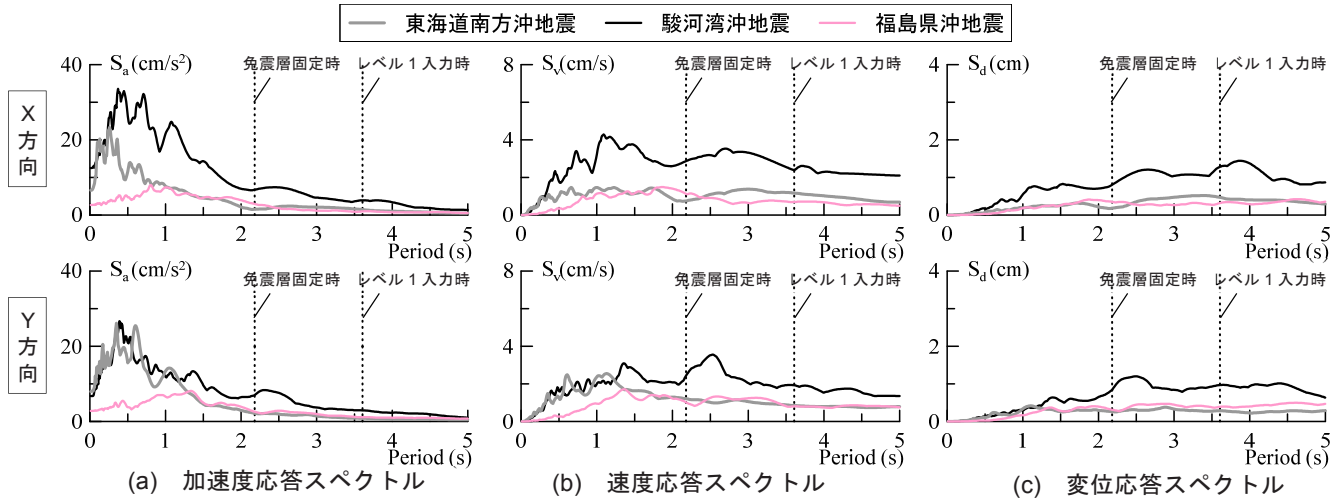 東海道南方沖地震 駿河湾沖地震 福島県沖地震
X方向
Sa (cm/s²)
免震層固定時 レベル1入力時
40
20
0
0 1 2 3 4 5
Period (s)
Sv (cm/s)
免震層固定時 レベル1入力時
8
4
0
0 1 2 3 4 5
Period (s)
Sd (cm)
免震層固定時 レベル1入力時
4
2
0
0 1 2 3 4 5
Period (s)
Y方向
Sa (cm/s²)
免震層固定時 レベル1入力時
40
20
0
0 1 2 3 4 5
Period (s)
Sv (cm/s)
免震層固定時 レベル1入力時
8
4
0
0 1 2 3 4 5
Period (s)
Sd (cm)
免震層固定時 レベル1入力時
4
2
0
0 1 2 3 4 5
Period (s)
(a) 加速度応答スペクトル
(b) 速度応答スペクトル
(c) 変位応答スペクトル